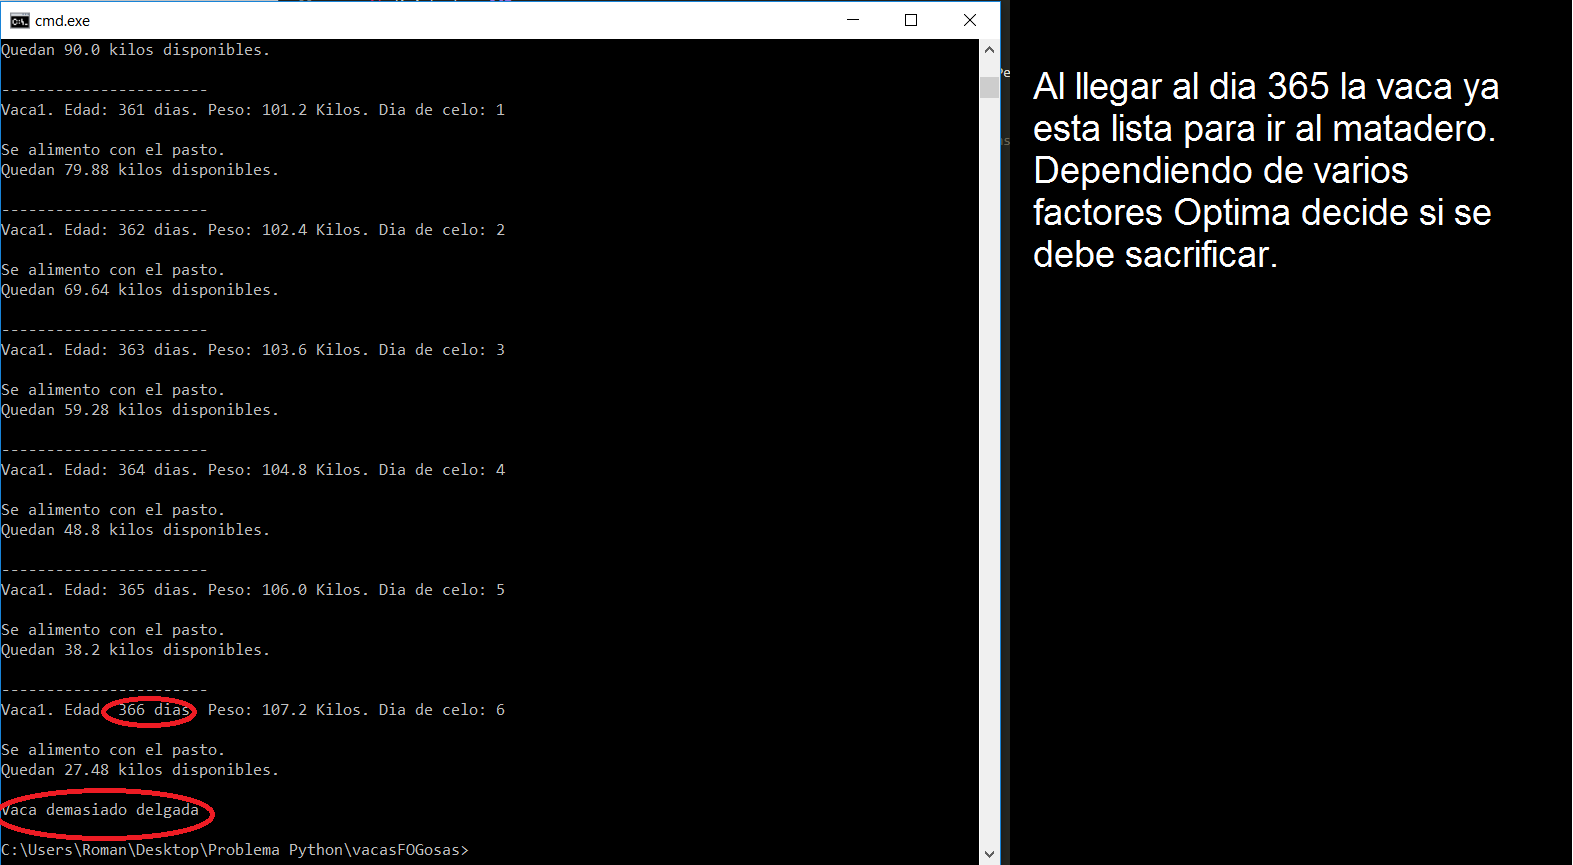 cmd.exe
Quedan 90.0 kilos disponibles.
-----------------------
Vaca1. Edad: 361 dias. Peso: 101.2 Kilos. Dia de celo: 1
Se alimento con el pasto.
Quedan 79.88 kilos disponibles.
-----------------------
Vaca1. Edad: 362 dias. Peso: 102.4 Kilos. Dia de celo: 2
Se alimento con el pasto.
Quedan 69.64 kilos disponibles.
-----------------------
Vaca1. Edad: 363 dias. Peso: 103.6 Kilos. Dia de celo: 3
Se alimento con el pasto.
Quedan 59.28 kilos disponibles.
-----------------------
Vaca1. Edad: 364 dias. Peso: 104.8 Kilos. Dia de celo: 4
Se alimento con el pasto.
Quedan 48.8 kilos disponibles.
-----------------------
Vaca1. Edad: 365 dias. Peso: 106.0 Kilos. Dia de celo: 5
Se alimento con el pasto.
Quedan 38.2 kilos disponibles.
-----------------------
Vaca1. Edad 366 dias Peso: 107.2 Kilos. Dia de celo: 6
Se alimento con el pasto.
Quedan 27.48 kilos disponibles.
Vaca demasiado delgada
C:\Users\Roman\Desktop\Problema Python\vacasFOGosas>
Al llegar al dia 365 la vaca ya
esta lista para ir al matadero.
Dependiendo de varios
factores Optima decide si se
debe sacrificar.